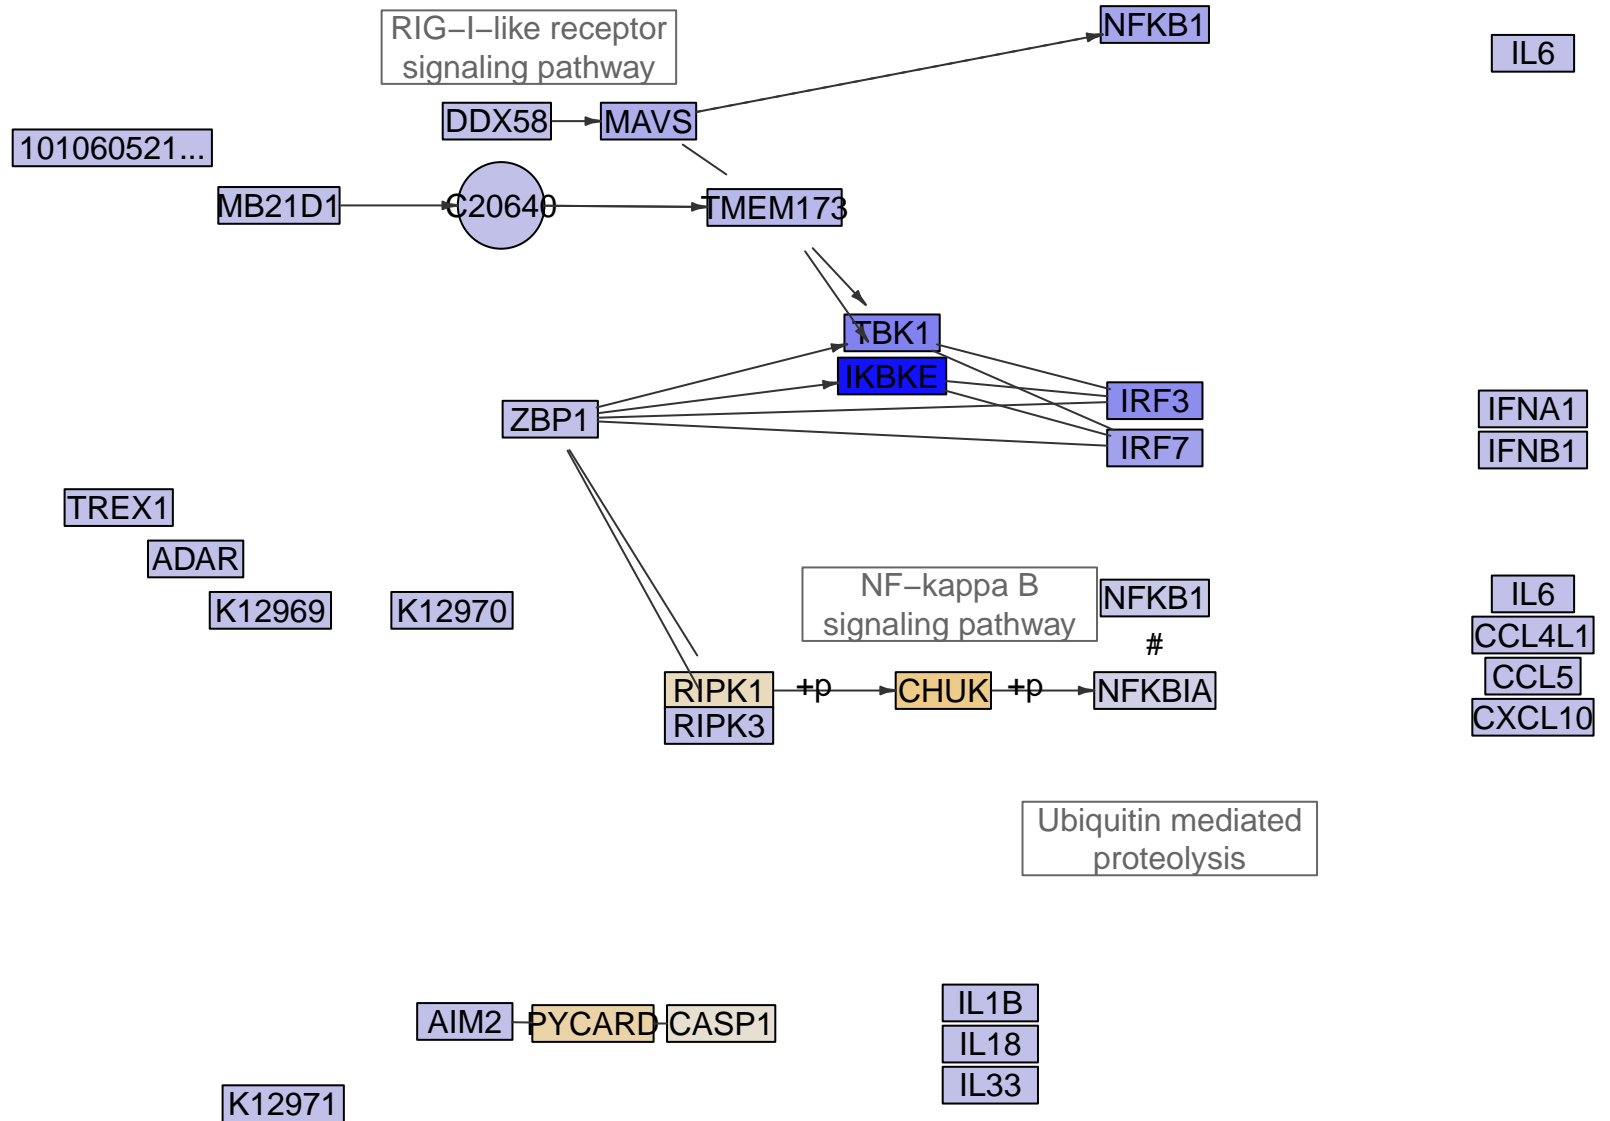 RIG−I−like receptor
signaling pathway
NFKB1
IL6
DDX58
MAVS
101060521...
MB21D1
C20640
TMEM173
TBK1
IKBKE
ZBP1
IRF3
IRF7
IFNA1
IFNB1
TREX1
ADAR
K12969
K12970
NF−kappa B
signaling pathway
NFKB1
#
IL6
CCL4L1
CCL5
CXCL10
RIPK1
+p
CHUK
+p
NFKBIA
RIPK3
Ubiquitin mediated
proteolysis
AIM2
PYCARD
CASP1
IL1B
IL18
IL33
K12971